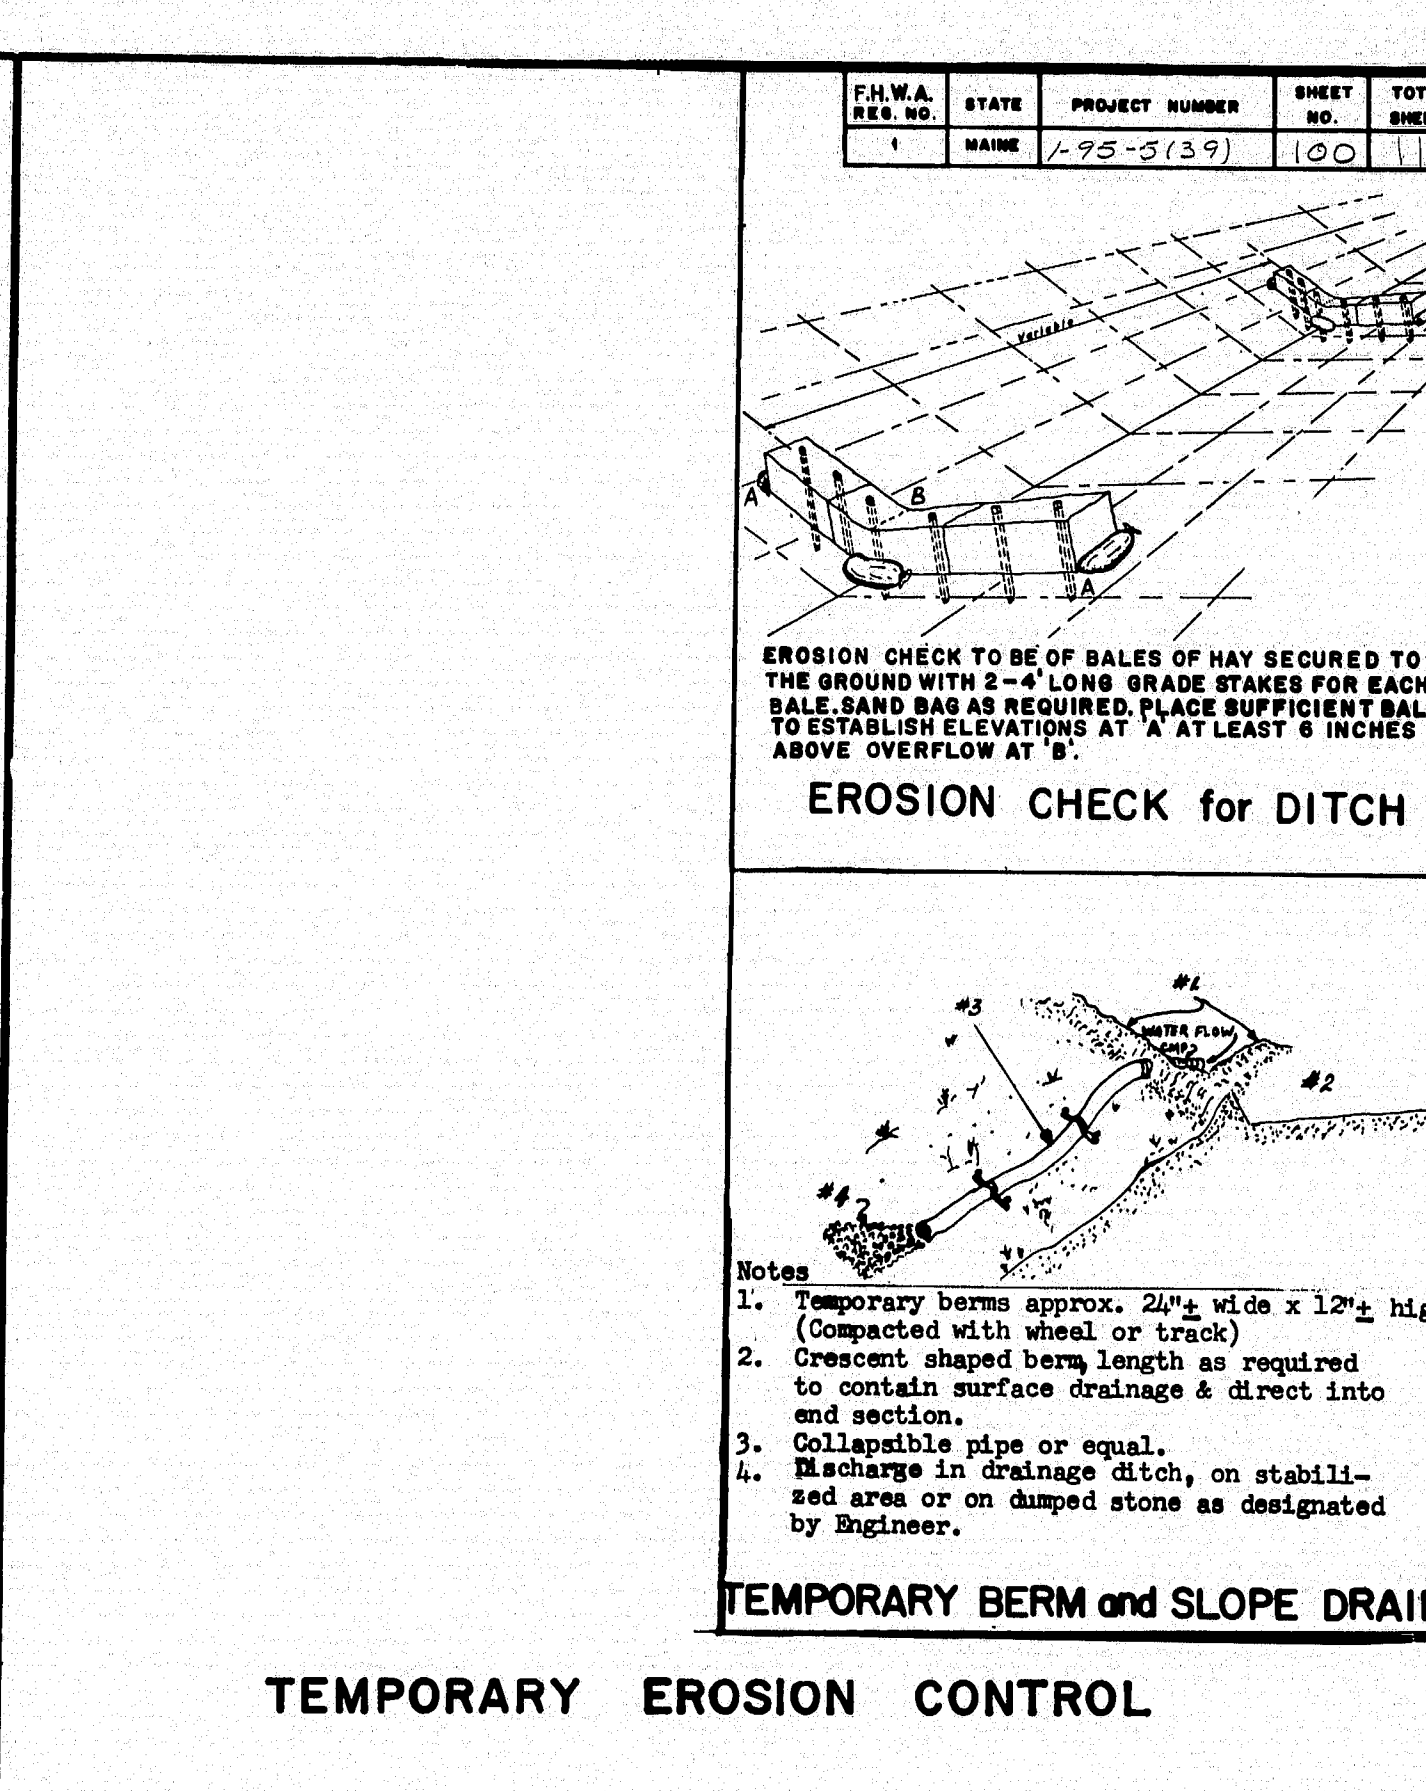 F.H.W.A. STATE PROJECT NUMBER SHEET TOT
REG. NO. NO. SHE
1 MAINE I-95-5(39) 100 11
Variable
A B
A
EROSION CHECK TO BE OF BALES OF HAY SECURED TO
THE GROUND WITH 2-4' LONG GRADE STAKES FOR EACH
BALE. SAND BAG AS REQUIRED. PLACE SUFFICIENT BAL
TO ESTABLISH ELEVATIONS AT 'A' AT LEAST 6 INCHES
ABOVE OVERFLOW AT 'B'.
EROSION CHECK for DITCH
#1
#3
WATER FLOW
CMP
#2
#4
Notes
1. Temporary berms approx. 24"± wide x 12"± hig
(Compacted with wheel or track)
2. Crescent shaped berm, length as required
to contain surface drainage & direct into
end section.
3. Collapsible pipe or equal.
4. Discharge in drainage ditch, on stabili-
zed area or on dumped stone as designated
by Engineer.
TEMPORARY BERM and SLOPE DRAI
TEMPORARY EROSION CONTROL